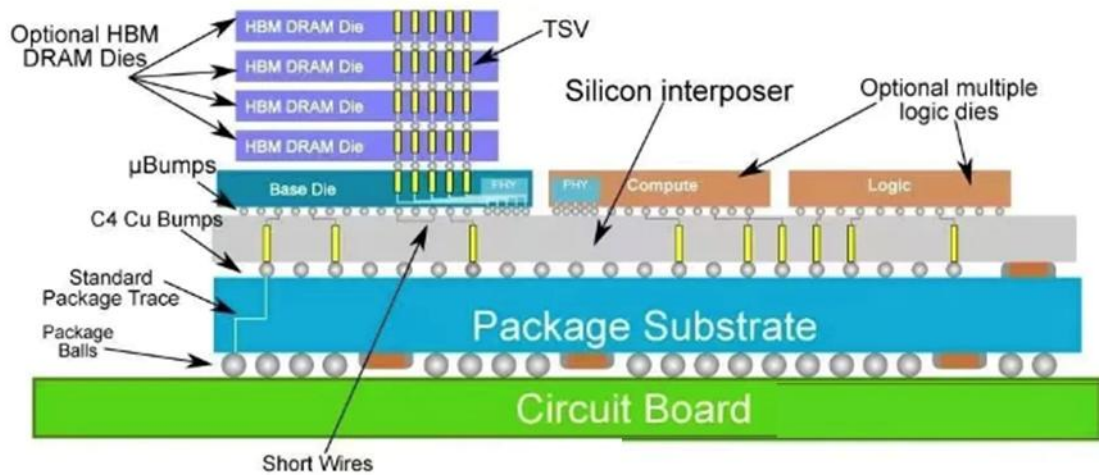 Optional HBM
DRAM Dies
HBM DRAM Die
HBM DRAM Die
HBM DRAM Die
HBM DRAM Die
TSV
Silicon interposer
Optional multiple
logic dies
µBumps
Base Die
PHY
PHY
Compute
Logic
C4 Cu Bumps
Standard
Package Trace
Package Substrate
Package
Balls
Circuit Board
Short Wires